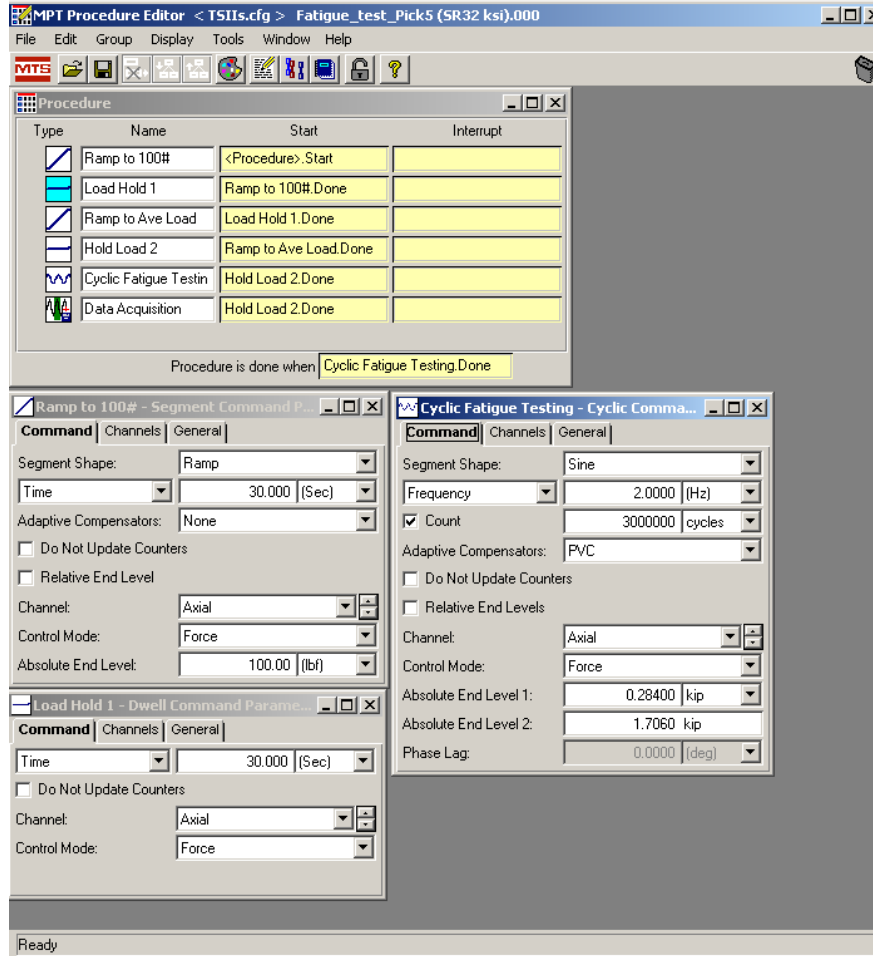 MPT Procedure Editor < TSIIs.cfg > Fatigue_test_Pick5 (SR32 ksi).000
File Edit Group Display Tools Window Help
MTS
Procedure
Type Name Start Interrupt
Ramp to 100# <Procedure>.Start
Load Hold 1 Ramp to 100#.Done
Ramp to Ave Load Load Hold 1.Done
Hold Load 2 Ramp to Ave Load.Done
Cyclic Fatigue Testin Hold Load 2.Done
Data Acquisition Hold Load 2.Done
Procedure is done when Cyclic Fatigue Testing.Done
Ramp to 100# - Segment Command P...
Command Channels General
Segment Shape: Ramp
Time 30.000 (Sec)
Adaptive Compensators: None
Do Not Update Counters
Relative End Level
Channel: Axial
Control Mode: Force
Absolute End Level: 100.00 (lbf)
Load Hold 1 - Dwell Command Parame...
Command Channels General
Time 30.000 (Sec)
Do Not Update Counters
Channel: Axial
Control Mode: Force
Cyclic Fatigue Testing - Cyclic Comma...
Command Channels General
Segment Shape: Sine
Frequency 2.0000 (Hz)
Count 3000000 cycles
Adaptive Compensators: PVC
Do Not Update Counters
Relative End Levels
Channel: Axial
Control Mode: Force
Absolute End Level 1: 0.28400 kip
Absolute End Level 2: 1.7060 kip
Phase Lag: 0.0000 (deg)
Ready